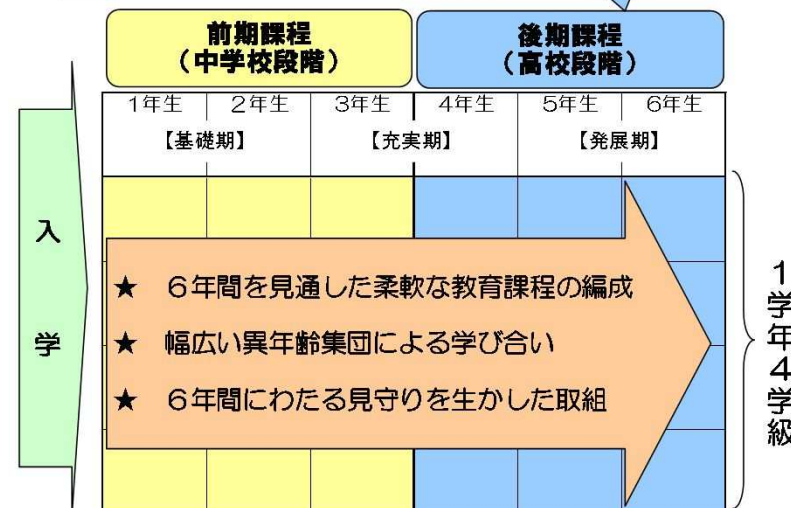 前期課程
（中学校段階）
後期課程
（高校段階）
1年生 2年生 3年生 4年生 5年生 6年生
【基礎期】 【充実期】 【発展期】
入学
★ 6年間を見通した柔軟な教育課程の編成
★ 幅広い異年齢集団による学び合い
★ 6年間にわたる見守りを生かした取組
1学年4学級